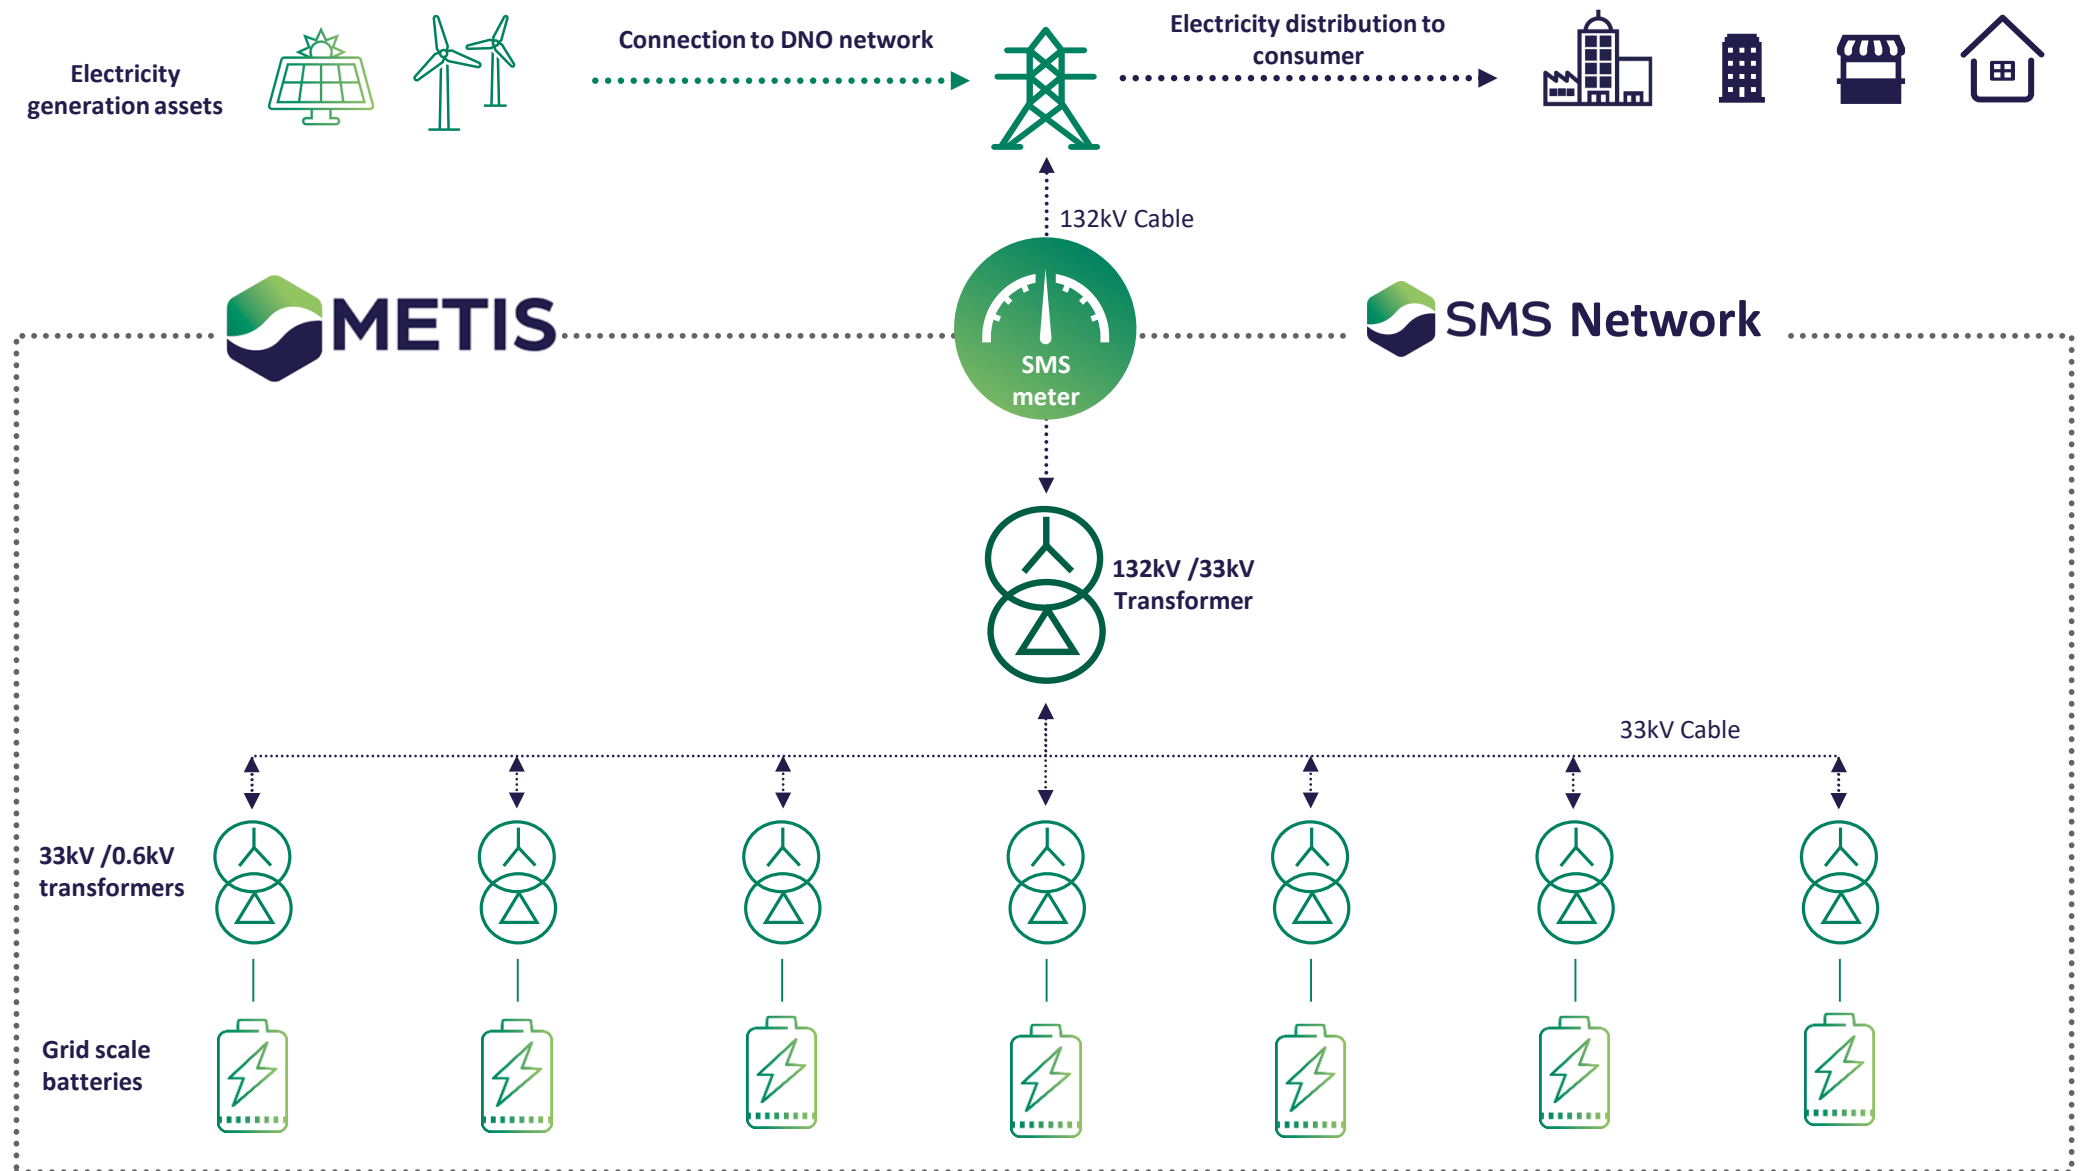 Electricity
generation assets
Connection to DNO network
Electricity distribution to
consumer
132kV Cable
METIS
SMS
meter
SMS Network
132kV /33kV
Transformer
33kV Cable
33kV /0.6kV
transformers
Grid scale
batteries